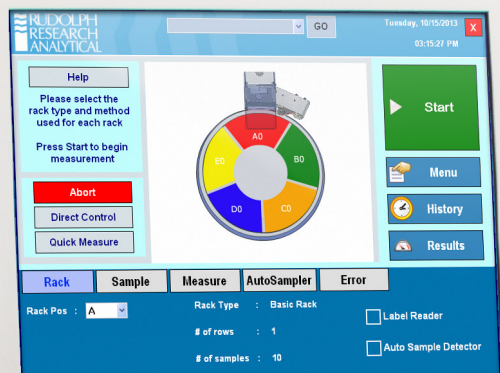 RUDOLPH
RESEARCH
ANALYTICAL
GO
Tuesday, 10/15/2013
X
03:15:27 PM
Help
Please select the
rack type and method
used for each rack
Press Start to begin
measurement
Abort
Direct Control
Quick Measure
A0
B0
C0
D0
E0
Start
Menu
History
Results
Rack
Sample
Measure
AutoSampler
Error
Rack Pos : A
Rack Type : Basic Rack
# of rows : 1
# of samples : 10
Label Reader
Auto Sample Detector